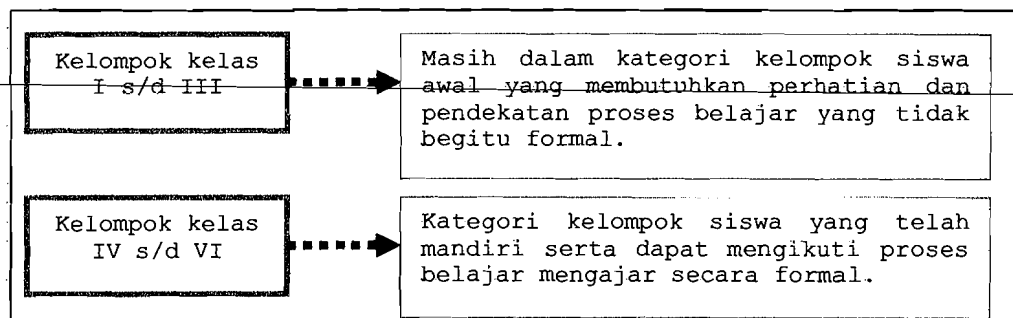 Kelompok kelas
I s/d III
Masih dalam kategori kelompok siswa
awal yang membutuhkan perhatian dan
pendekatan proses belajar yang tidak
begitu formal.
Kelompok kelas
IV s/d VI
Kategori kelompok siswa yang telah
mandiri serta dapat mengikuti proses
belajar mengajar secara formal.